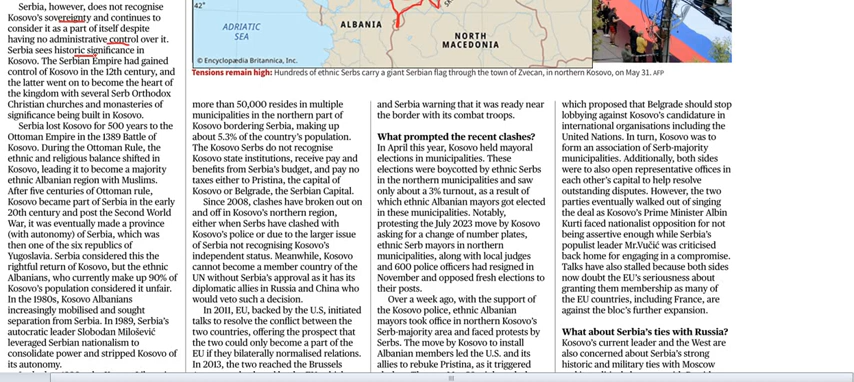 Serbia, however, does not recognise
Kosovo's sovereignty and continues to
consider it as a part of itself despite
having no administrative control over it.
Serbia sees historic significance in
Kosovo. The Serbian Empire had gained
control of Kosovo in the 12th century, and
the latter went on to become the heart of
the kingdom with several Serb Orthodox
Christian churches and monasteries of
significance being built in Kosovo.
Serbia lost Kosovo for 500 years to the
Ottoman Empire in the 1389 Battle of
Kosovo. During the Ottoman Rule, the
ethnic and religious balance shifted in
Kosovo, leading it to become a majority
ethnic Albanian region with Muslims.
After five centuries of Ottoman rule,
Kosovo became part of Serbia in the early
20th century and post the Second World
War, it was eventually made a province
(with autonomy) of Serbia, which was
then one of the six republics of
Yugoslavia. Serbia considered this the
rightful return of Kosovo, but the ethnic
Albanians, who currently make up 90% of
Kosovo's population considered it unfair.
In the 1980s, Kosovo Albanians
increasingly mobilised and sought
separation from Serbia. In 1989, Serbia's
autocratic leader Slobodan Milošević
leveraged Serbian nationalism to
consolidate power and stripped Kosovo of
its autonomy.
42°
ADRIATIC
SEA
ALBANIA
NORTH
MACEDONIA
© Encyclopædia Britannica, Inc.
Tensions remain high: Hundreds of ethnic Serbs carry a giant Serbian flag through the town of Zvecan, in northern Kosovo, on May 31. AFP
more than 50,000 resides in multiple
municipalities in the northern part of
Kosovo bordering Serbia, making up
about 5.3% of the country's population.
The Kosovo Serbs do not recognise
Kosovo state institutions, receive pay and
benefits from Serbia's budget, and pay no
taxes either to Pristina, the capital of
Kosovo or Belgrade, the Serbian Capital.
Since 2008, clashes have broken out on
and off in Kosovo's northern region,
either when Serbs have clashed with
Kosovo's police or due to the larger issue
of Serbia not recognising Kosovo's
independent status. Meanwhile, Kosovo
cannot become a member country of the
UN without Serbia's approval as it has its
diplomatic allies in Russia and China who
would veto such a decision.
In 2011, EU, backed by the U.S, initiated
talks to resolve the conflict between the
two countries, offering the prospect that
the two could only become a part of the
EU if they bilaterally normalised relations.
In 2013, the two reached the Brussels
and Serbia warning that it was ready near
the border with its combat troops.
What prompted the recent clashes?
In April this year, Kosovo held mayoral
elections in municipalities. These
elections were boycotted by ethnic Serbs
in the northern municipalities and saw
only about a 3% turnout, as a result of
which ethnic Albanian mayors got elected
in these municipalities. Notably,
protesting the July 2023 move by Kosovo
asking for a change of number plates,
ethnic Serb mayors in northern
municipalities, along with local judges
and 600 police officers had resigned in
November and opposed fresh elections to
their posts.
Over a week ago, with the support of
the Kosovo police, ethnic Albanian
mayors took office in northern Kosovo's
Serb-majority area and faced protests by
Serbs. The move by Kosovo to install
Albanian members led the U.S. and its
allies to rebuke Pristina, as it triggered
which proposed that Belgrade should stop
lobbying against Kosovo's candidature in
international organisations including the
United Nations. In turn, Kosovo was to
form an association of Serb-majority
municipalities. Additionally, both sides
were to also open representative offices in
each other's capital to help resolve
outstanding disputes. However, the two
parties eventually walked out of singing
the deal as Kosovo's Prime Minister Albin
Kurti faced nationalist opposition for not
being assertive enough while Serbia's
populist leader Mr.Vučić was criticised
back home for engaging in a compromise.
Talks have also stalled because both sides
now doubt the EU's seriousness about
granting them membership as many of
the EU countries, including France, are
against the bloc's further expansion.
What about Serbia's ties with Russia?
Kosovo's current leader and the West are
also concerned about Serbia's strong
historic and military ties with Moscow